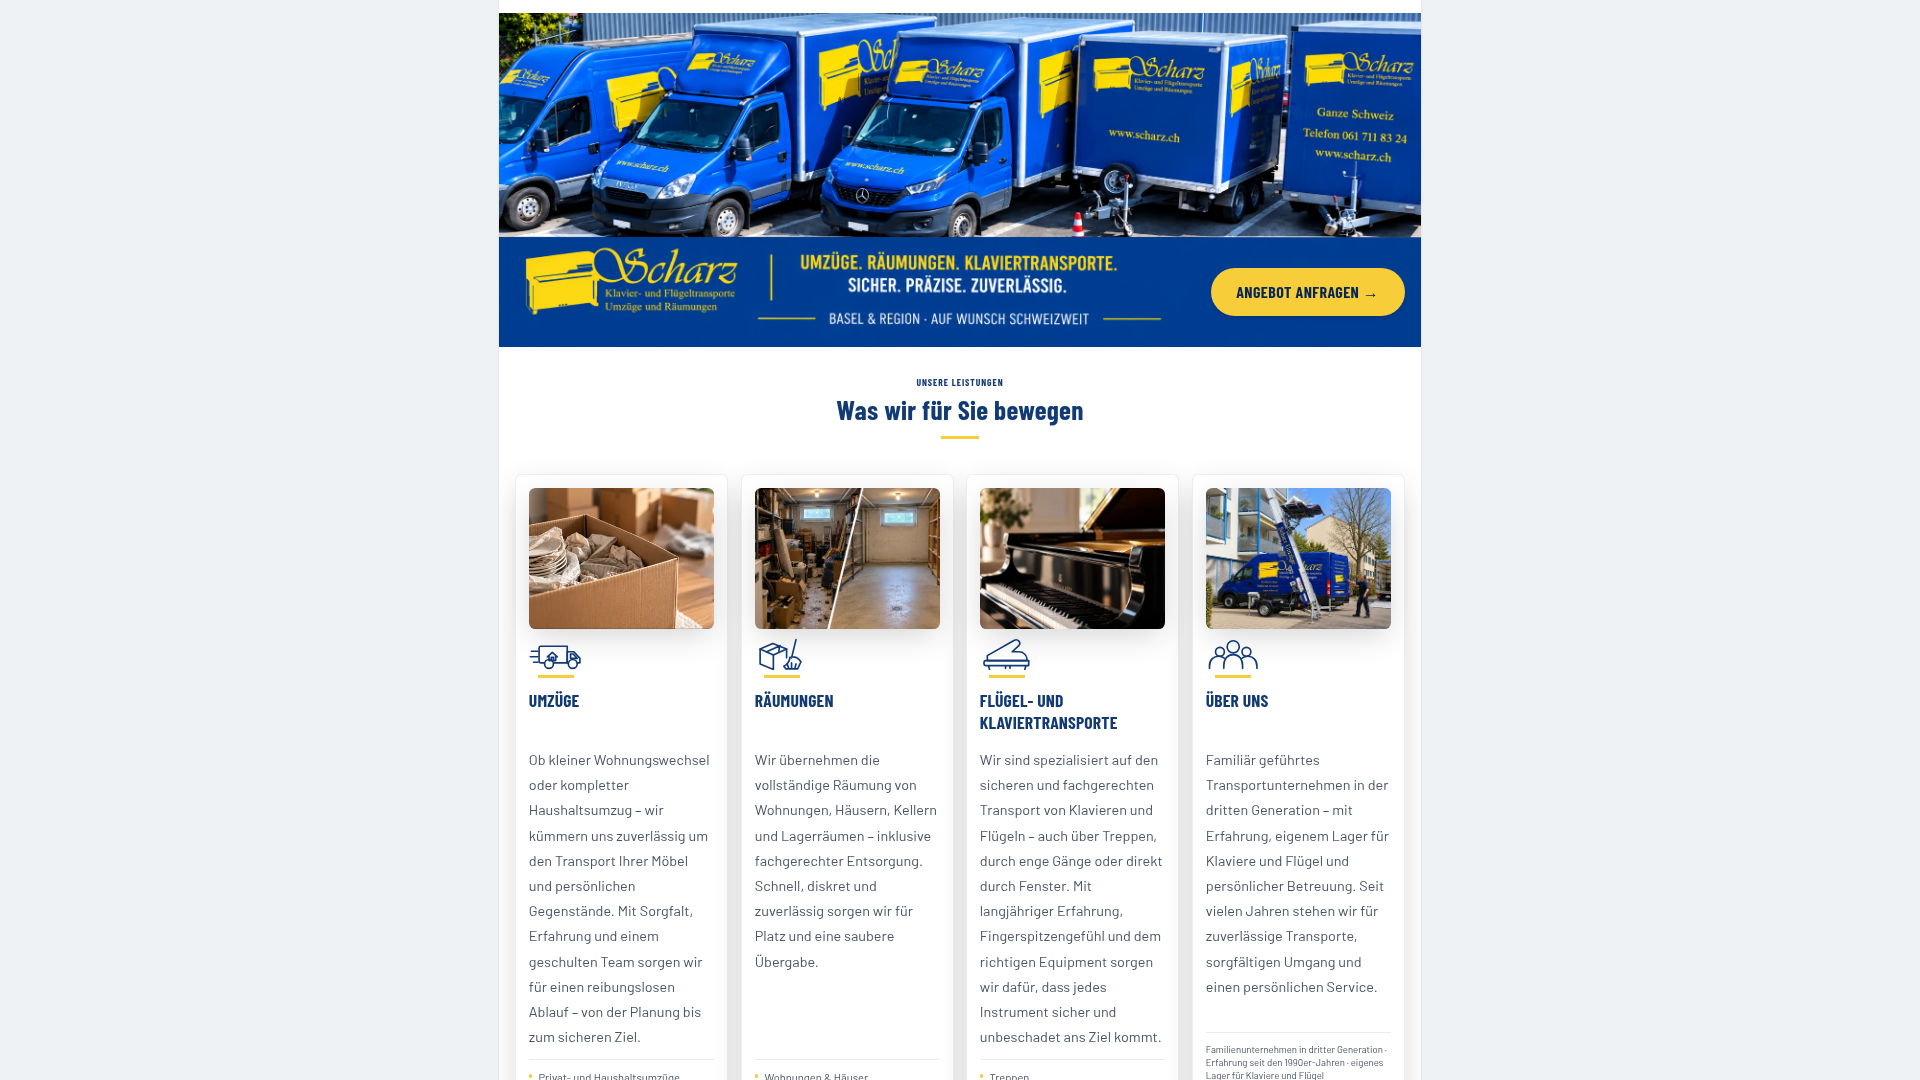 Scharz
Scharz
Klavier- und Flügeltransporte
Umzüge und Räumungen
www.scharz.ch
www.scharz.ch
www.scharz.ch
Scharz
Ganze Schweiz
Telefon 061 711 83 24
www.scharz.ch
Scharz
Klavier- und Flügeltransporte
Umzüge und Räumungen
UMZÜGE. RÄUMUNGEN. KLAVIERTRANSPORTE.
SICHER. PRÄZISE. ZUVERLÄSSIG.
BASEL & REGION · AUF WUNSCH SCHWEIZWEIT
ANGEBOT ANFRAGEN →
UNSERE LEISTUNGEN
Was wir für Sie bewegen
UMZÜGE
Ob kleiner Wohnungswechsel
oder kompletter
Haushaltsumzug – wir
kümmern uns zuverlässig um
den Transport Ihrer Möbel
und persönlichen
Gegenstände. Mit Sorgfalt,
Erfahrung und einem
geschulten Team sorgen wir
für einen reibungslosen
Ablauf – von der Planung bis
zum sicheren Ziel.
Privat- und Haushaltsumzüge
RÄUMUNGEN
Wir übernehmen die
vollständige Räumung von
Wohnungen, Häusern, Kellern
und Lagerräumen – inklusive
fachgerechter Entsorgung.
Schnell, diskret und
zuverlässig sorgen wir für
Platz und eine saubere
Übergabe.
Wohnungen & Häuser
FLÜGEL- UND
KLAVIERTRANSPORTE
Wir sind spezialisiert auf den
sicheren und fachgerechten
Transport von Klavieren und
Flügeln – auch über Treppen,
durch enge Gänge oder direkt
durch Fenster. Mit
langjähriger Erfahrung,
Fingerspitzengefühl und dem
richtigen Equipment sorgen
wir dafür, dass jedes
Instrument sicher und
unbeschadet ans Ziel kommt.
Treppen
Scharz
ÜBER UNS
Familiär geführtes
Transportunternehmen in der
dritten Generation – mit
Erfahrung, eigenem Lager für
Klaviere und Flügel und
persönlicher Betreuung. Seit
vielen Jahren stehen wir für
zuverlässige Transporte,
sorgfältigen Umgang und
einen persönlichen Service.
Familienunternehmen in dritter Generation ·
Erfahrung seit den 1990er-Jahren · eigenes
Lager für Klaviere und Flügel